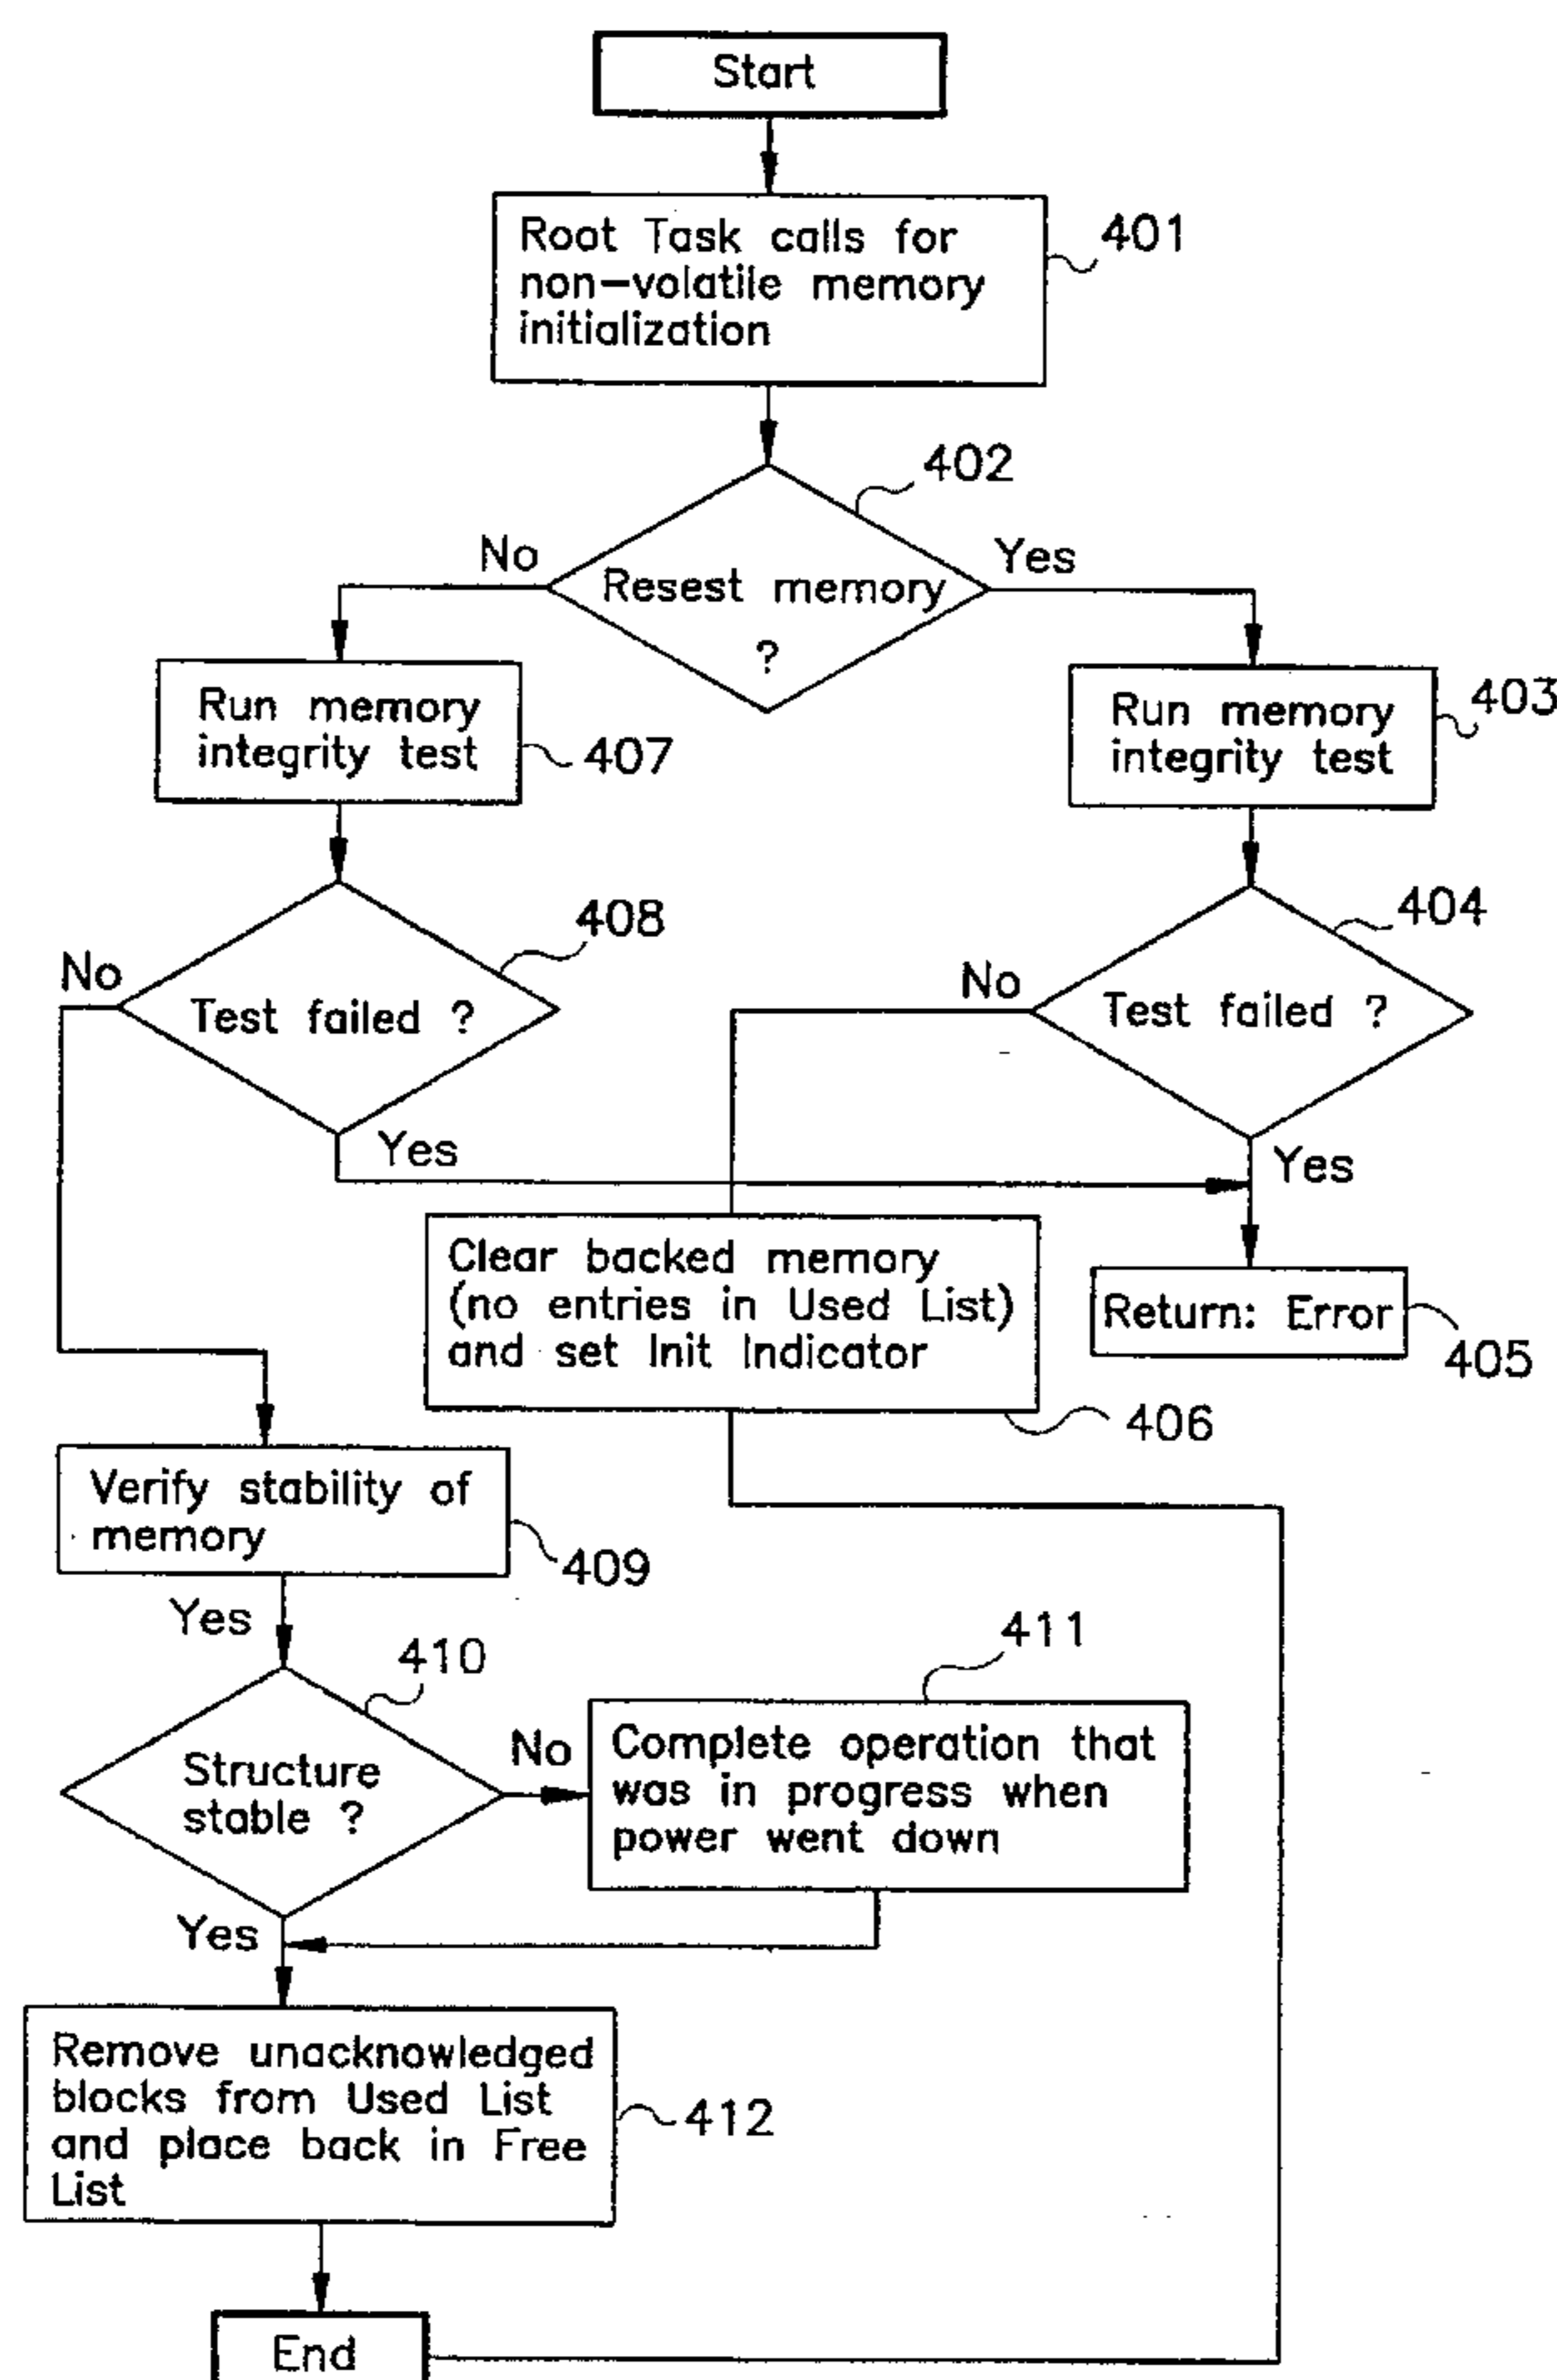 Start
Root Task calls for
non-volatile memory
initialization
401
402
No
Yes
Resest memory
?
Run memory
integrity test
407
Run memory
integrity test
403
408
404
No
Test failed ?
No
Test failed ?
Yes
Yes
Clear backed memory
(no entries in Used List)
and set Init Indicator
406
Return: Error
405
Verify stability of
memory
409
Yes
410
411
Structure
stable ?
No
Complete operation that
was in progress when
power went down
Yes
Remove unacknowledged
blocks from Used List
and place back in Free
List
412
End